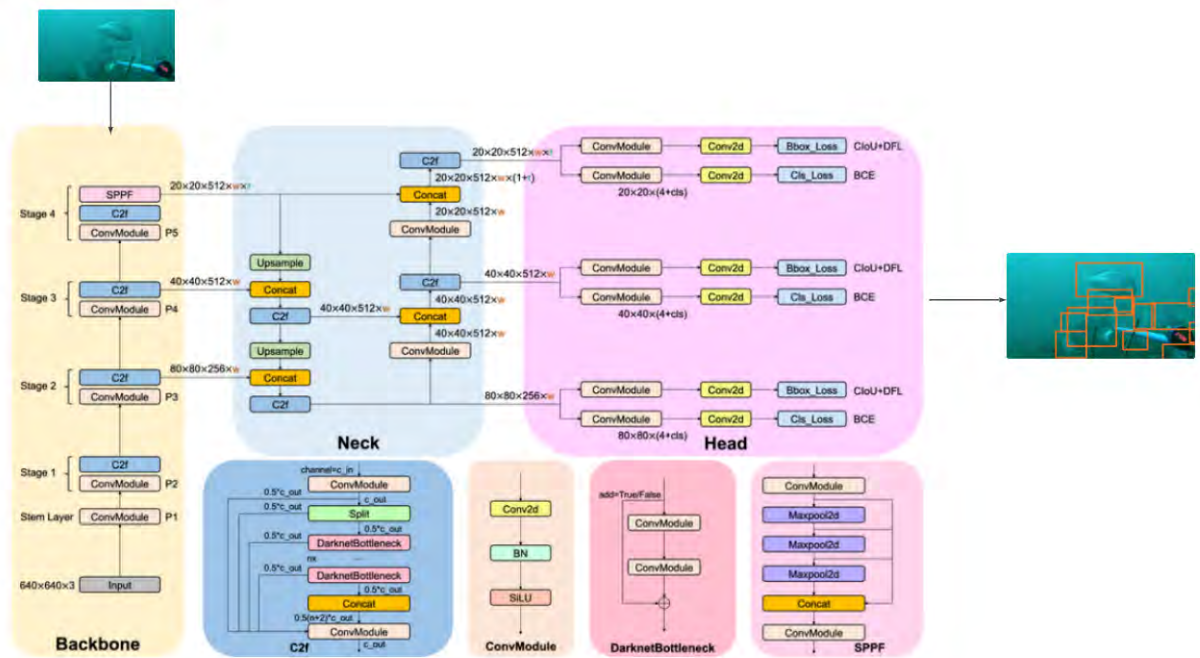 SPPF
20×20×512×w×r
Stage 4
C2f
ConvModule
P5
40×40×512×w
Stage 3
C2f
ConvModule
P4
80×80×256×w
Stage 2
C2f
ConvModule
P3
Stage 1
C2f
ConvModule
P2
Stem Layer
ConvModule
P1
640×640×3
Input
Backbone
Upsample
Concat
C2f
40×40×512×w
Upsample
Concat
C2f
C2f
20×20×512×w×r
20×20×512×w×(1+r)
Concat
20×20×512×w
ConvModule
C2f
40×40×512×w
40×40×512×w
Concat
40×40×512×w
ConvModule
80×80×256×w
Neck
ConvModule
Conv2d
Bbox_Loss
CIoU+DFL
ConvModule
Conv2d
Cls_Loss
BCE
20×20×(4+cls)
ConvModule
Conv2d
Bbox_Loss
CIoU+DFL
ConvModule
Conv2d
Cls_Loss
BCE
40×40×(4+cls)
ConvModule
Conv2d
Bbox_Loss
CIoU+DFL
ConvModule
Conv2d
Cls_Loss
BCE
80×80×(4+cls)
Head
channel=c_in
ConvModule
0.5*c_out
c_out
0.5*c_out
Split
0.5*c_out
0.5*c_out
DarknetBottleneck
nx
...
0.5*c_out
DarknetBottleneck
0.5*c_out
Concat
0.5(n+2)*c_out
ConvModule
C2f
c_out
Conv2d
BN
SiLU
ConvModule
add=True/False
ConvModule
ConvModule
DarknetBottleneck
ConvModule
Maxpool2d
Maxpool2d
Maxpool2d
Concat
ConvModule
SPPF